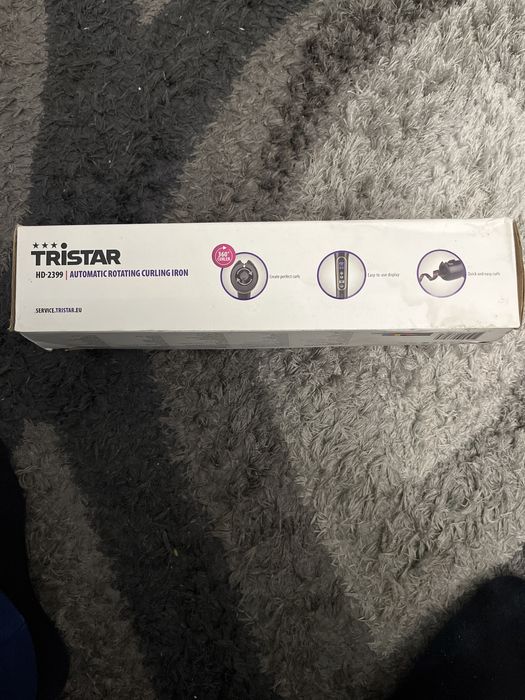 TRISTAR
HD-2399 | AUTOMATIC ROTATING CURLING IRON
SERVICE.TRISTAR.EU
360°
CURLER
Create perfect curls
Easy to use display
Quick and easy curls